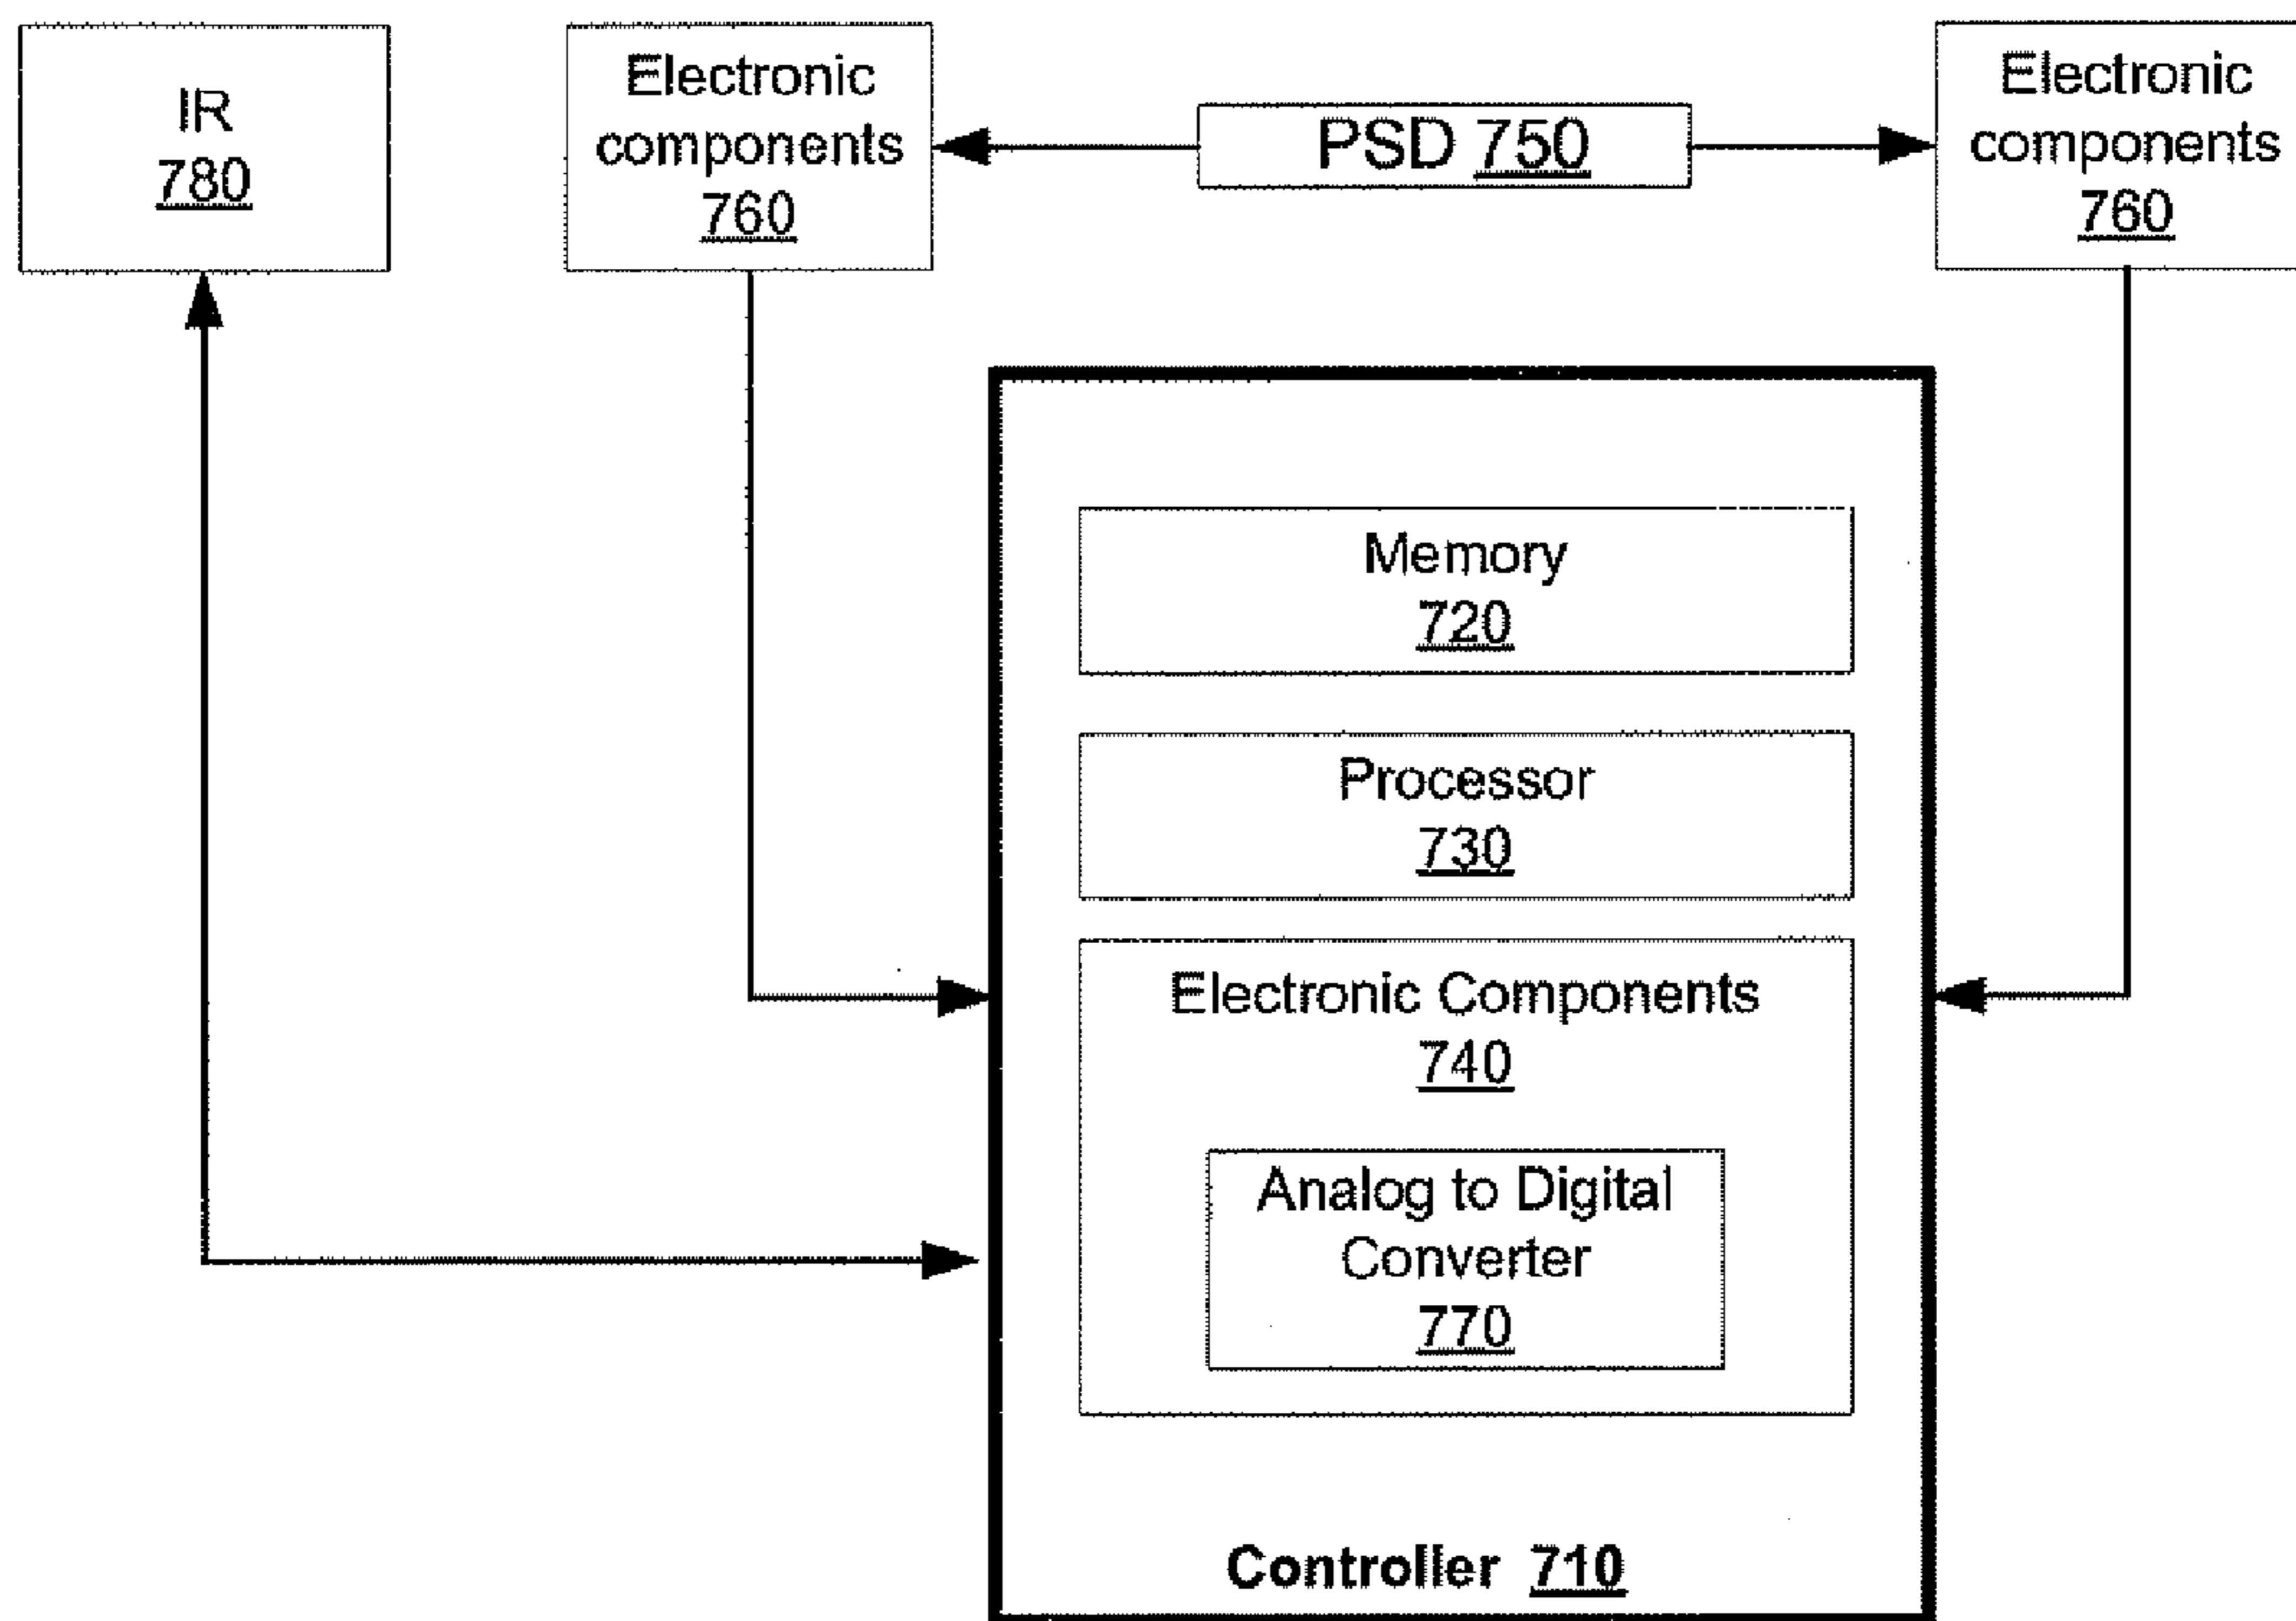 IR
780
Electronic
components
760
PSD 750
Electronic
components
760
Memory
720
Processor
730
Electronic Components
740
Analog to Digital
Converter
770
Controller 710